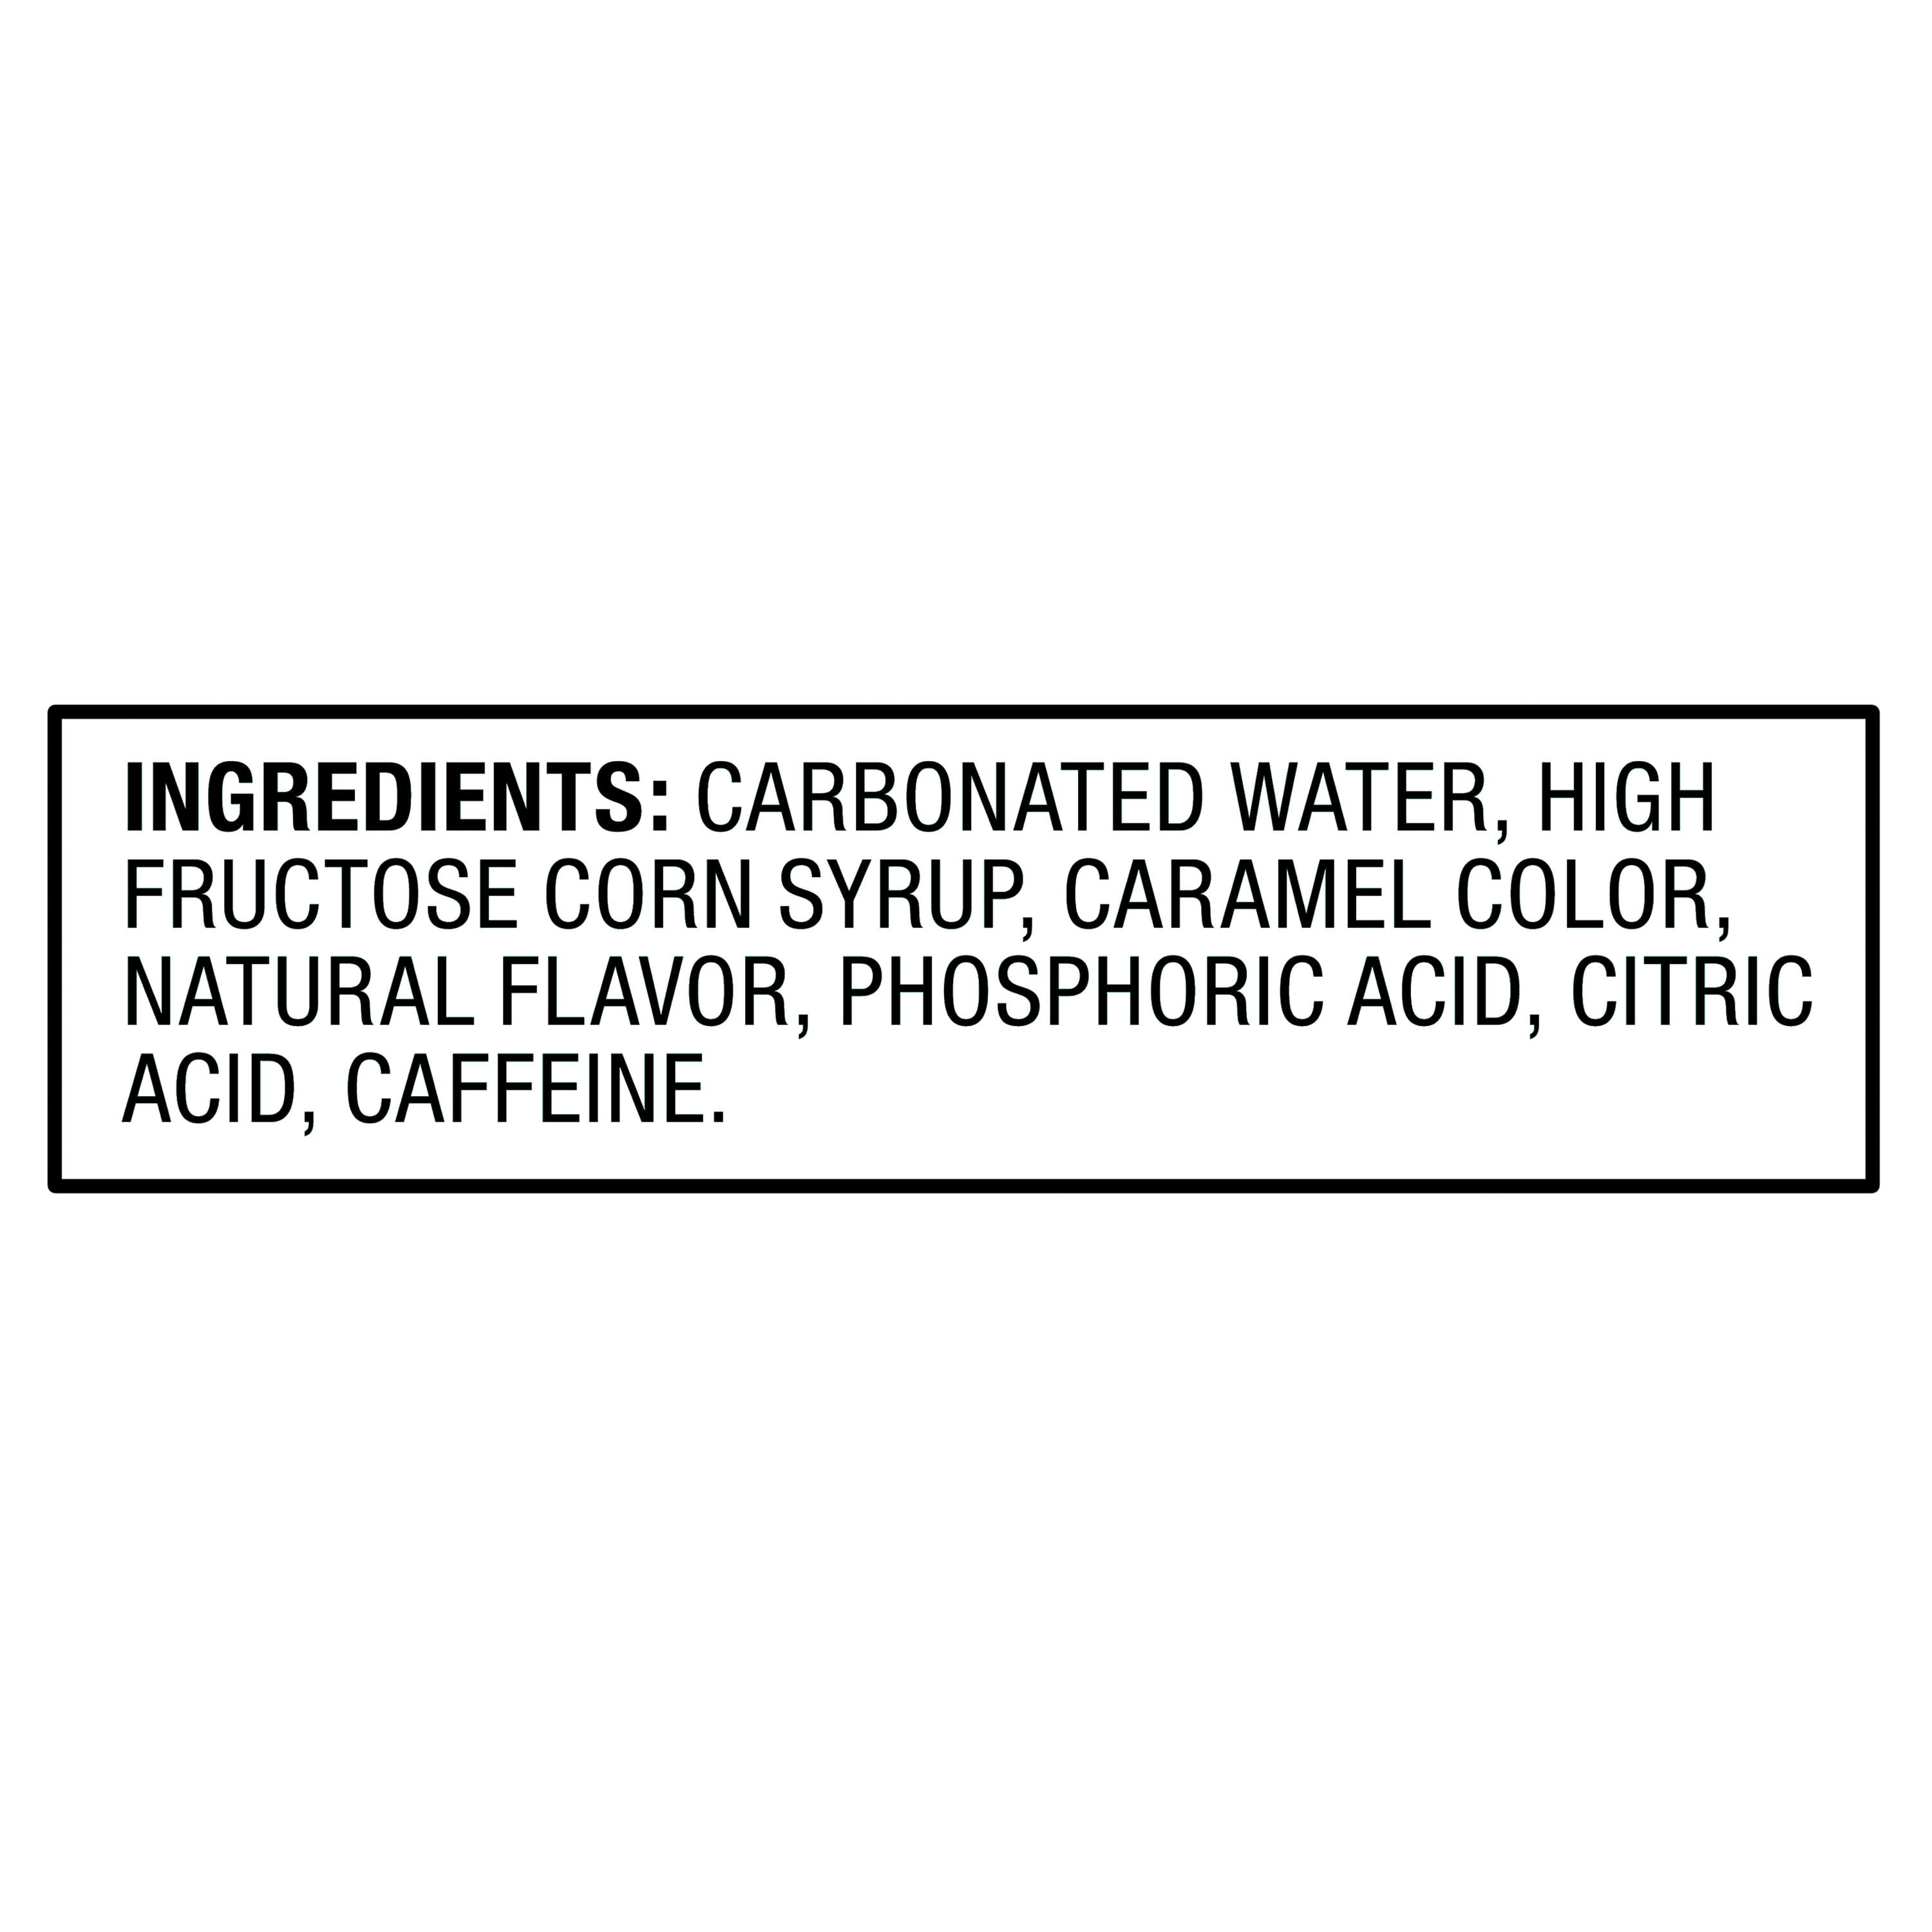 INGREDIENTS: CARBONATED WATER, HIGH
FRUCTOSE CORN SYRUP, CARAMEL COLOR,
NATURAL FLAVOR, PHOSPHORIC ACID, CITRIC
ACID, CAFFEINE.